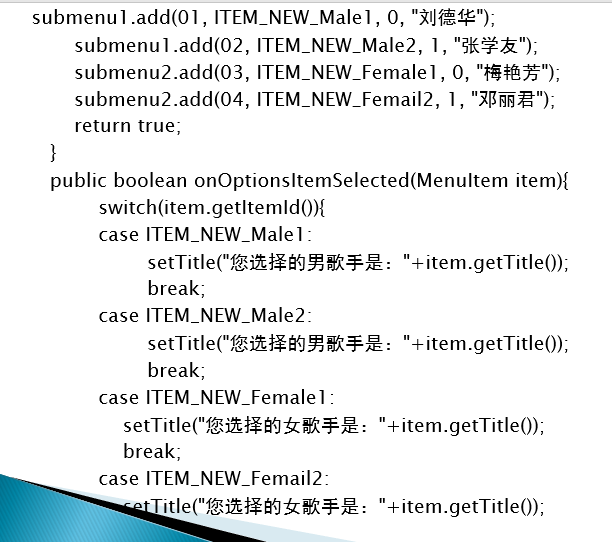 submenu1.add(01, ITEM_NEW_Male1, 0, "刘德华");
submenu1.add(02, ITEM_NEW_Male2, 1, "张学友");
submenu2.add(03, ITEM_NEW_Female1, 0, "梅艳芳");
submenu2.add(04, ITEM_NEW_Femail2, 1, "邓丽君");
return true;
}
public boolean onOptionsItemSelected(MenuItem item){
switch(item.getItemId()){
case ITEM_NEW_Male1:
setTitle("您选择的男歌手是："+item.getTitle());
break;
case ITEM_NEW_Male2:
setTitle("您选择的男歌手是："+item.getTitle());
break;
case ITEM_NEW_Female1:
setTitle("您选择的女歌手是："+item.getTitle());
break;
case ITEM_NEW_Femail2:
setTitle("您选择的女歌手是："+item.getTitle());